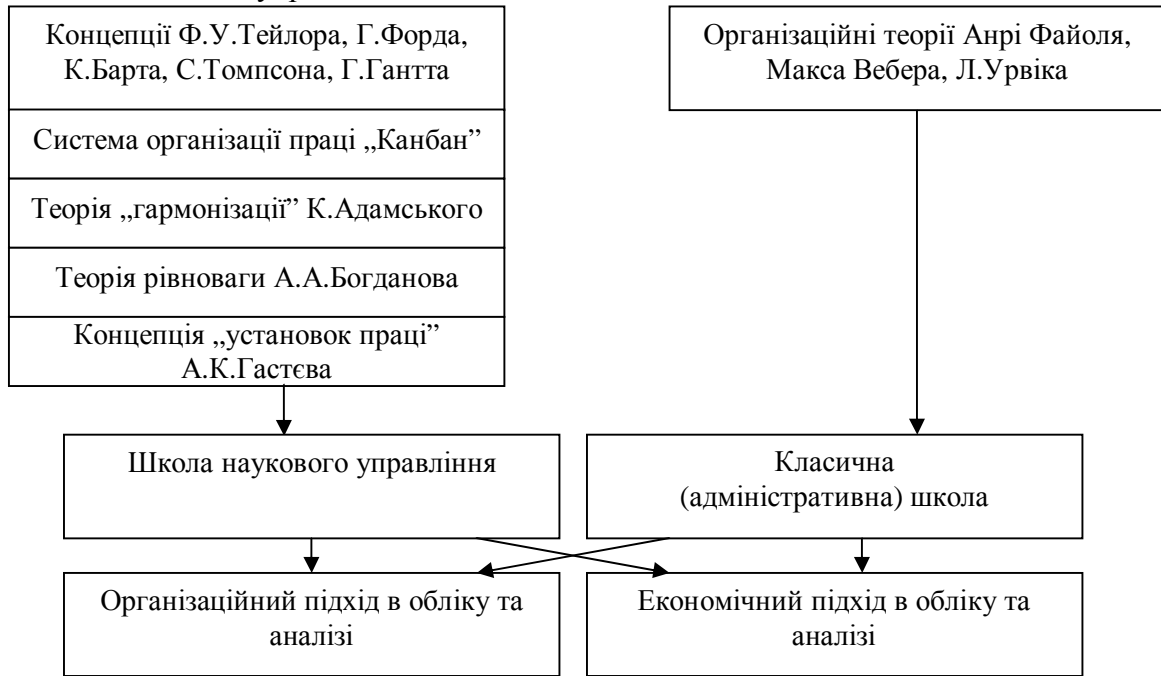 Концепції Ф.У.Тейлора, Г.Форда,
К.Барта, С.Томпсона, Г.Гантта
Організаційні теорії Анрі Файоля,
Макса Вебера, Л.Урвіка
Система організації праці „Канбан”
Теорія „гармонізації” К.Адамського
Теорія рівноваги А.А.Богданова
Концепція „установок праці”
А.К.Гастєва
Школа наукового управління
Класична
(адміністративна) школа
Організаційний підхід в обліку та
аналізі
Економічний підхід в обліку та
аналізі